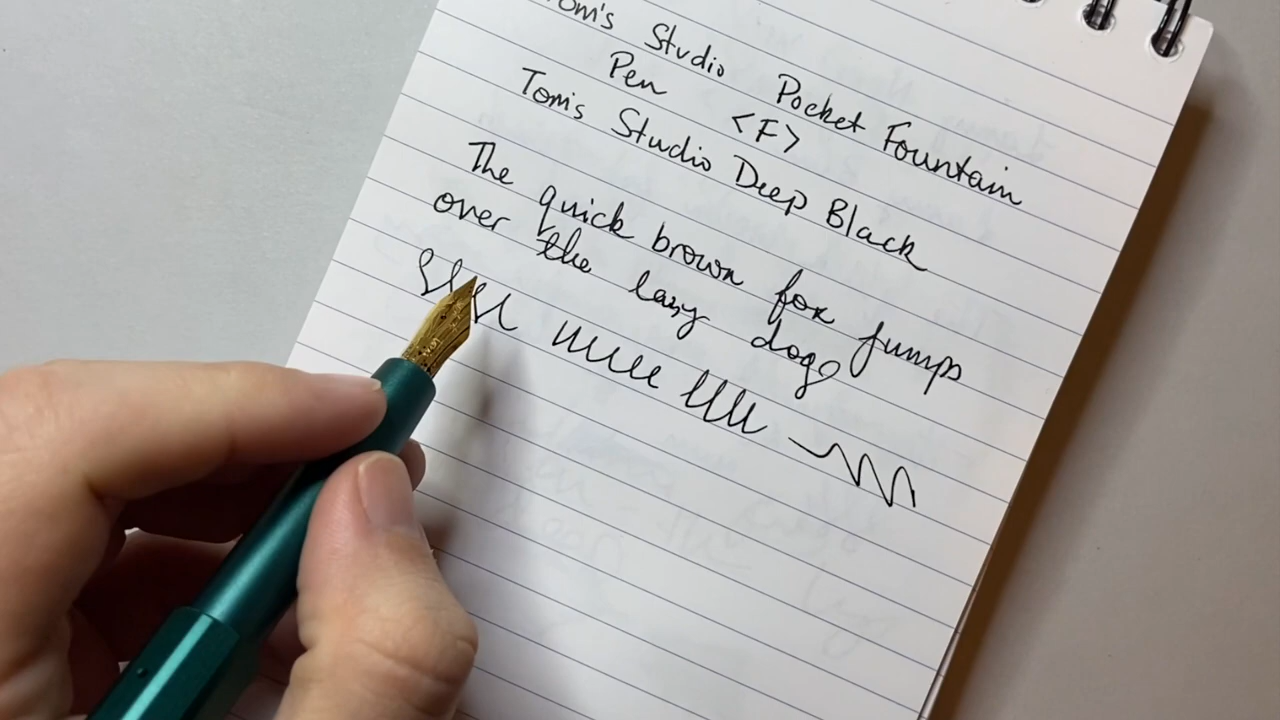 Tom's Studio Pocket Fountain
Pen <F>
Tom's Studio Deep Black
The quick brown fox jumps
over the lazy dog